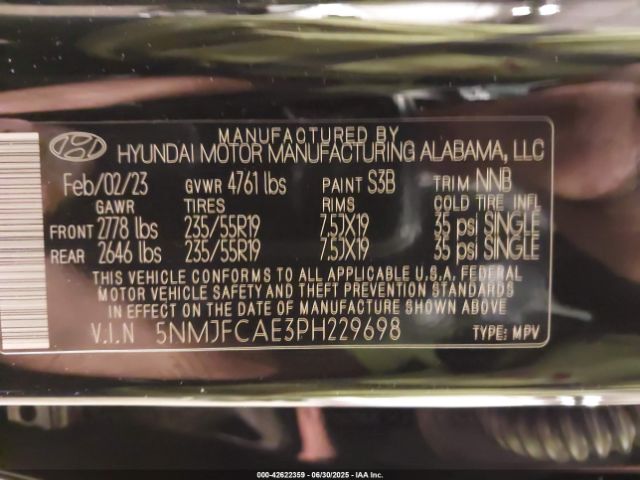 MANUFACTURED BY
HYUNDAI MOTOR MANUFACTURING ALABAMA, LLC
Feb/02/23 GVWR 4761 lbs PAINT S3B TRIM NNB
GAWR TIRES RIMS COLD TIRE INFL
FRONT 2778 lbs 235/55R19 7.5JX19 35 psi SINGLE
REAR 2646 lbs 235/55R19 7.5JX19 35 psi SINGLE
THIS VEHICLE CONFORMS TO ALL APPLICABLE U.S.A. FEDERAL
MOTOR VEHICLE SAFETY AND THEFT PREVENTION STANDARDS
IN EFFECT ON THE DATE OF MANUFACTURE SHOWN ABOVE.
V.I.N 5NMJFCAE3PH229698 TYPE: MPV
000-42622359 - 06/30/2025 - IAA Inc.